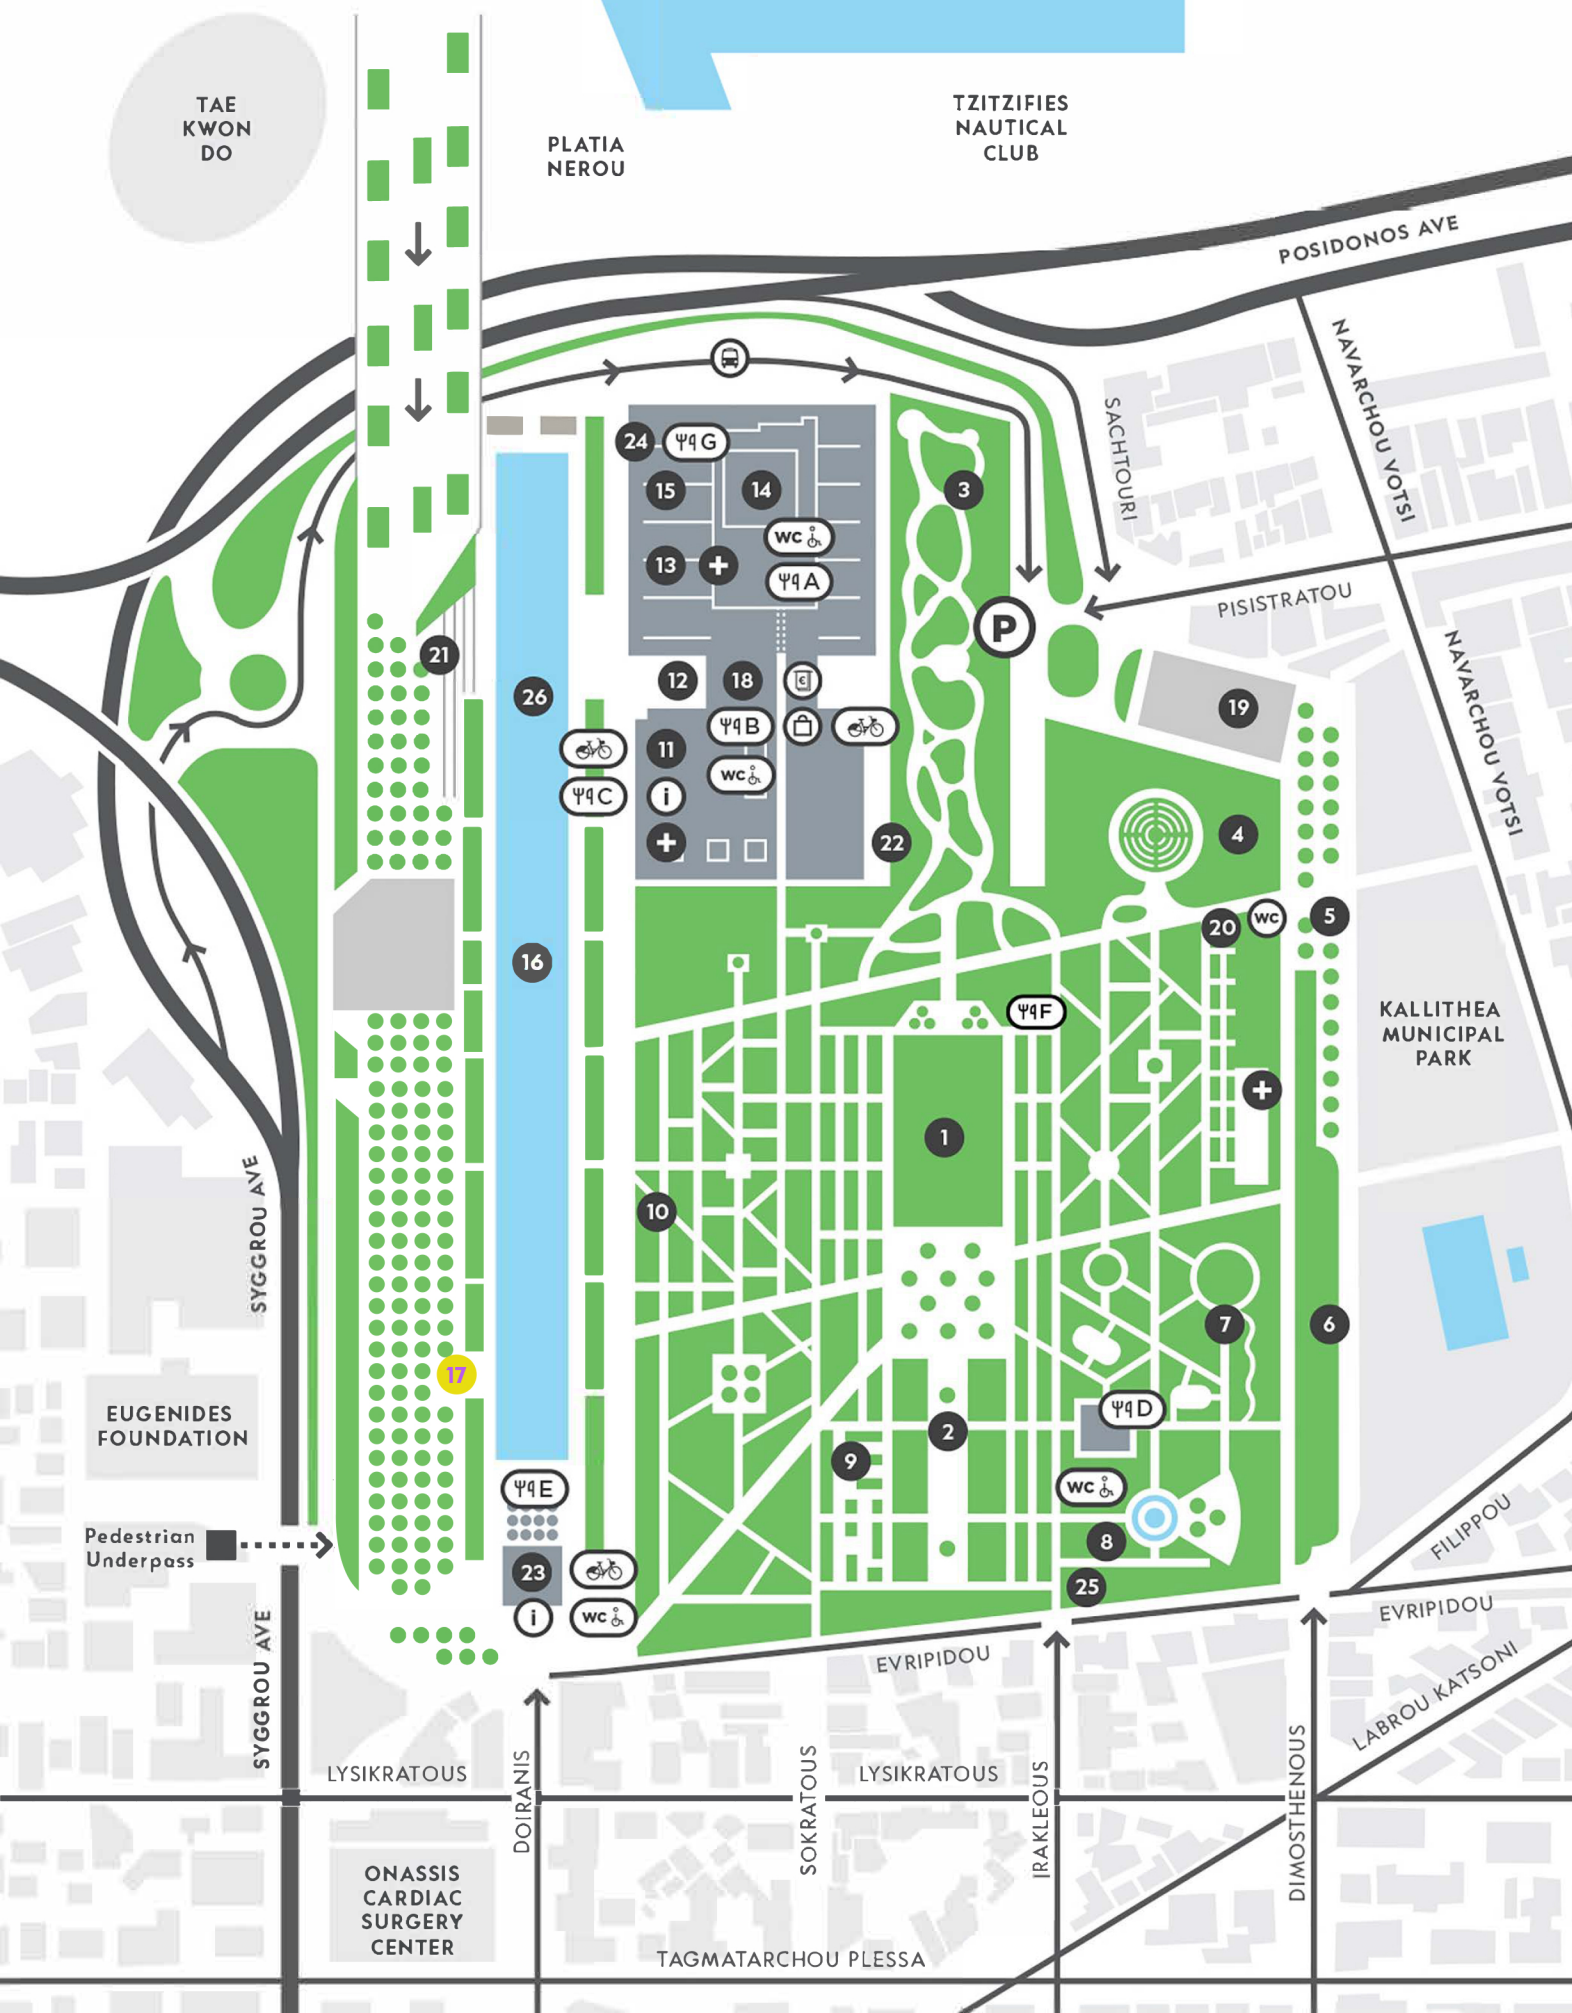 TAE
KWON
DO
PLATIA
NEROU
TZITZIFIES
NAUTICAL
CLUB
POSIDONOS AVE
NAVARCHOU VOTSI
SACHTOURI
24
G
15
14
3
wc
13
A
P
PISISTRATOU
21
NAVARCHOU VOTSI
26
12
18
€
19
B
11
wc
C
i
22
4
20
wc
5
16
F
KALLITHEA
MUNICIPAL
PARK
1
10
SYGGROU AVE
7
6
17
D
EUGENIDES
FOUNDATION
2
9
E
wc
Pedestrian
Underpass
8
FILIPPOU
23
25
i
wc
EVRIPIDOU
EVRIPIDOU
SYGGROU AVE
LABROU KATSONI
LYSIKRATOUS
LYSIKRATOUS
DOIRANIS
SOKRATOUS
IRAKLEOUS
DIMOSTHENOUS
ONASSIS
CARDIAC
SURGERY
CENTER
TAGMATARCHOU PLESSA